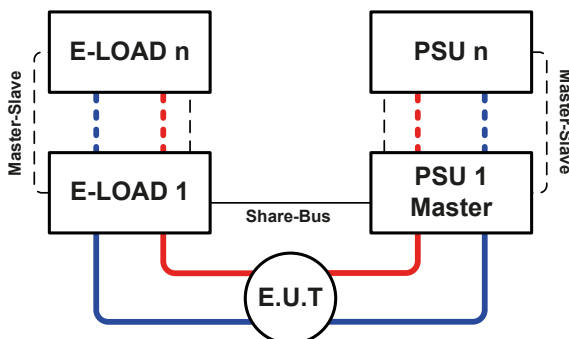 E-LOAD n
PSU n
Master-Slave
Master-Slave
E-LOAD 1
PSU 1
Master
Share-Bus
E.U.T